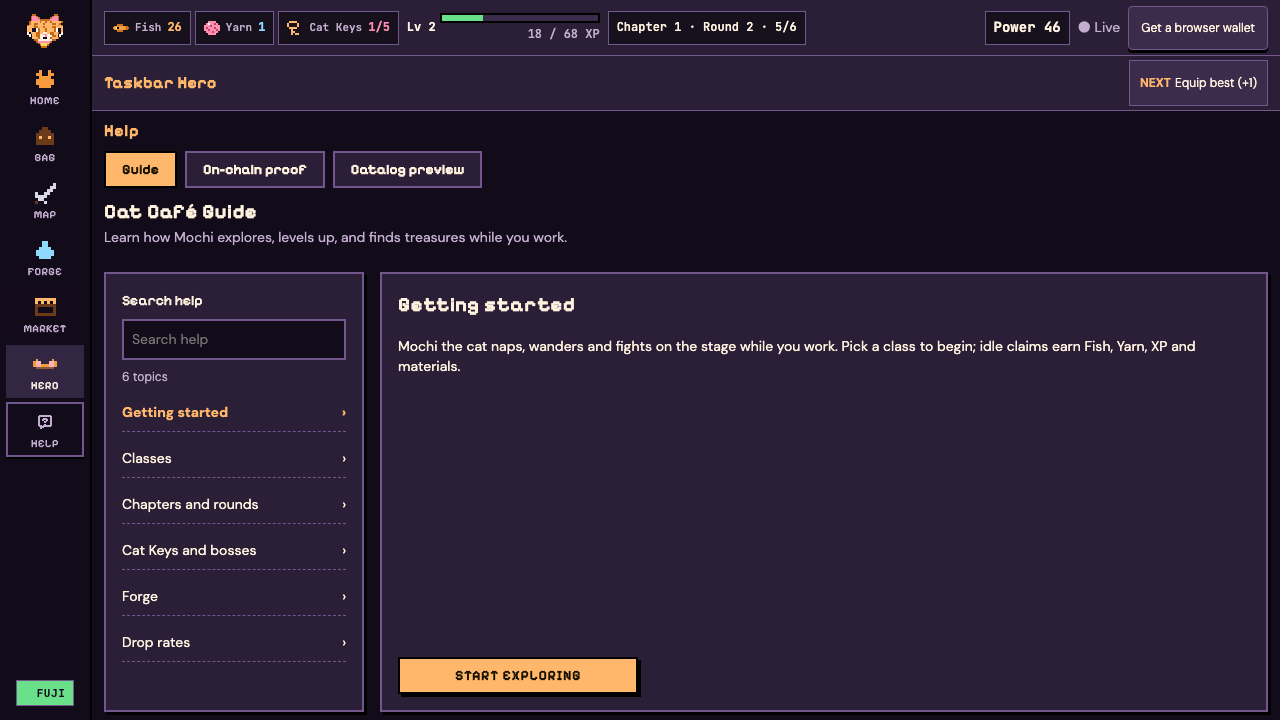 Fish 26
Yarn 1
Cat Keys 1/5
Lv 2
18 / 68 XP
Chapter 1 · Round 2 · 5/6
Power 46
Live
Get a browser wallet
HOME
BAG
MAP
FORGE
MARKET
HERO
HELP
FUJI
Taskbar Hero
NEXT Equip best (+1)
Help
Guide
On-chain proof
Catalog preview
Cat Café Guide
Learn how Mochi explores, levels up, and finds treasures while you work.
Search help
Search help
6 topics
Getting started ›
Classes ›
Chapters and rounds ›
Cat Keys and bosses ›
Forge ›
Drop rates ›
Getting started
Mochi the cat naps, wanders and fights on the stage while you work. Pick a class to begin; idle claims earn Fish, Yarn, XP and
materials.
START EXPLORING